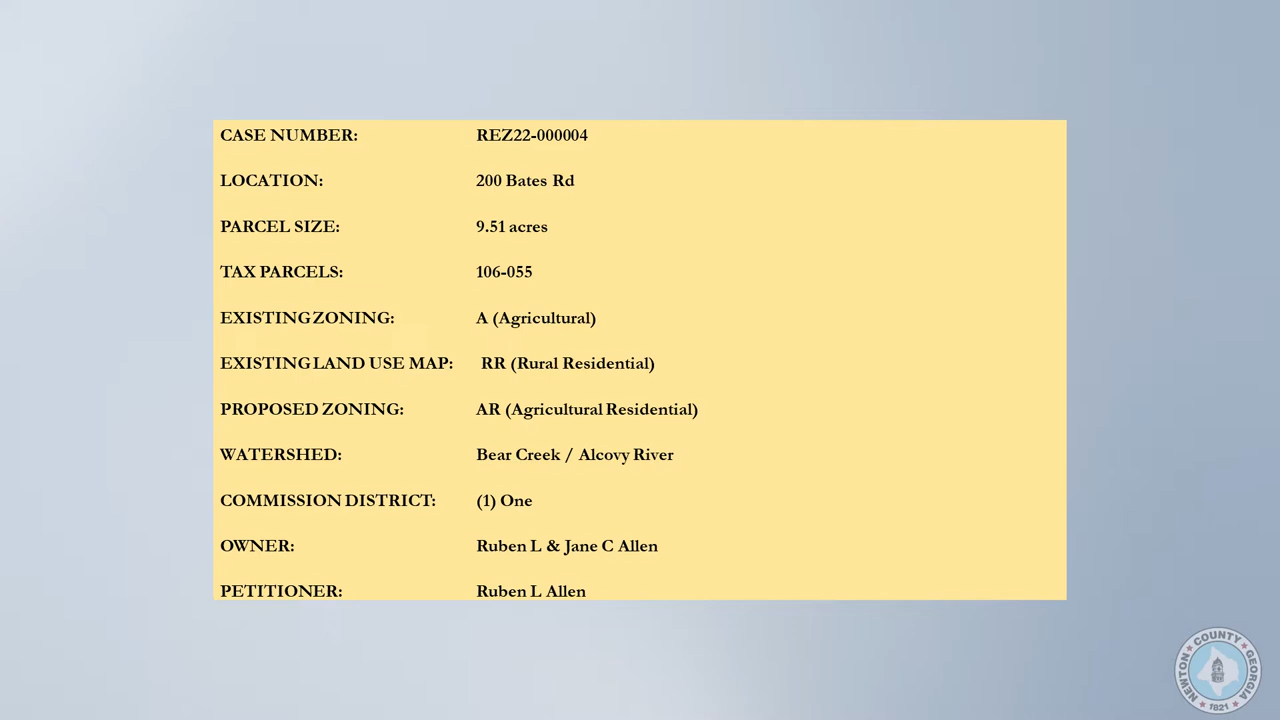 CASE NUMBER: REZ22-000004
LOCATION: 200 Bates Rd
PARCEL SIZE: 9.51 acres
TAX PARCELS: 106-055
EXISTING ZONING: A (Agricultural)
EXISTING LAND USE MAP: RR (Rural Residential)
PROPOSED ZONING: AR (Agricultural Residential)
WATERSHED: Bear Creek / Alcovy River
COMMISSION DISTRICT: (1) One
OWNER: Ruben L & Jane C Allen
PETITIONER: Ruben L Allen
NEWTON COUNTY GEORGIA
1821